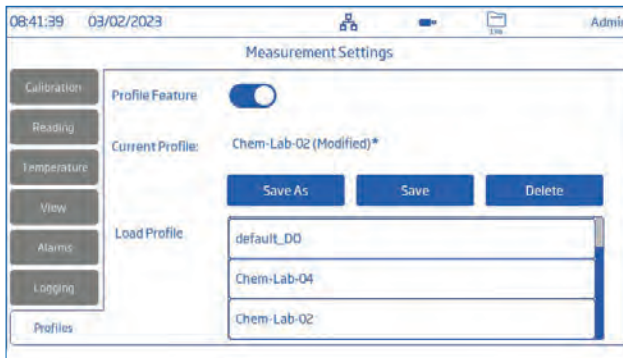 08:41:39 03/02/2023 Admin
Measurement Settings
Calibration
Profile Feature
Reading
Current Profile: Chem-Lab-02 (Modified)*
Temperature
Save As Save Delete
View
Load Profile
default_DO
Alarms
Chem-Lab-04
Logging
Chem-Lab-02
Profiles